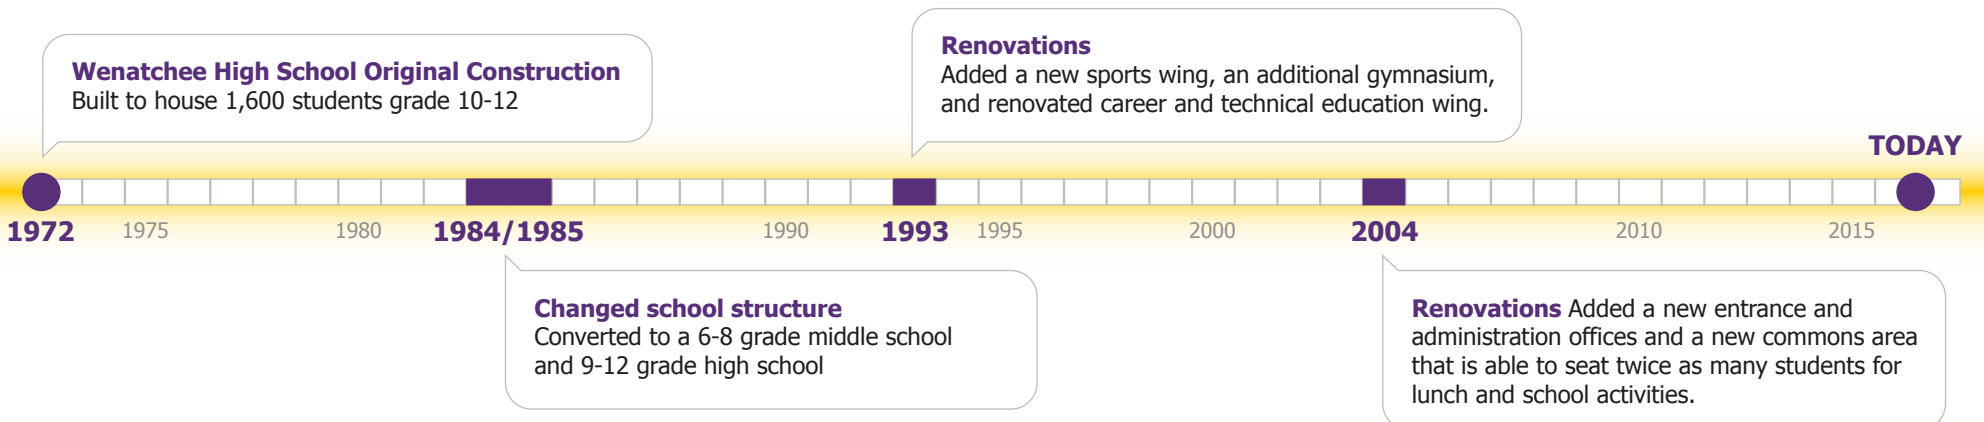 Wenatchee High School Original Construction
Built to house 1,600 students grade 10-12
Renovations
Added a new sports wing, an additional gymnasium,
and renovated career and technical education wing.
TODAY
1972
1975
1980
1984/1985
1990
1993
1995
2000
2004
2010
2015
Changed school structure
Converted to a 6-8 grade middle school
and 9-12 grade high school
Renovations Added a new entrance and
administration offices and a new commons area
that is able to seat twice as many students for
lunch and school activities.